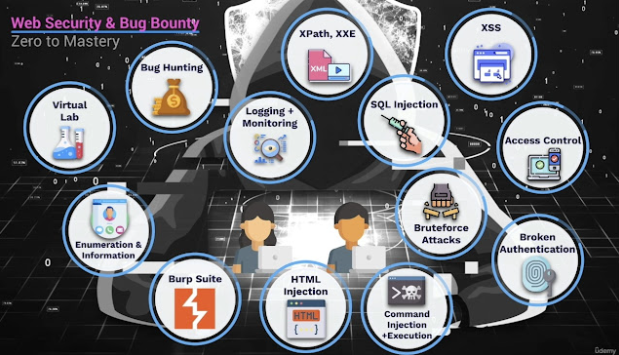 Web Security & Bug Bounty
Zero to Mastery
Virtual
Lab
Bug Hunting
Logging +
Monitoring
XPath, XXE
XML
SQL Injection
XSS
Access Control
Enumeration &
Information
Burp Suite
HTML
Injection
HTML
Command
Injection
+Execution
Bruteforce
Attacks
Broken
Authentication
Udemy